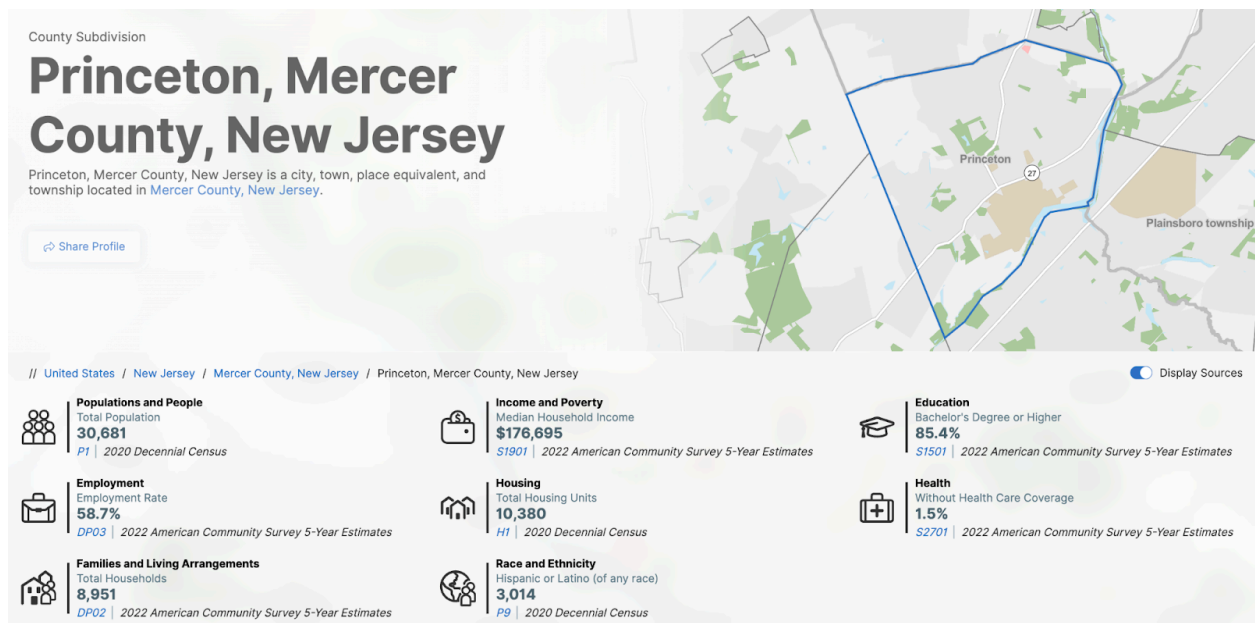 County Subdivision
Princeton, Mercer
County, New Jersey
Princeton, Mercer County, New Jersey is a city, town, place equivalent, and
township located in Mercer County, New Jersey.
Share Profile
Princeton
27
Plainsboro township
// United States / New Jersey / Mercer County, New Jersey / Princeton, Mercer County, New Jersey
Display Sources
Populations and People
Total Population
30,681
P1 | 2020 Decennial Census
Income and Poverty
Median Household Income
$176,695
S1901 | 2022 American Community Survey 5-Year Estimates
Education
Bachelor's Degree or Higher
85.4%
S1501 | 2022 American Community Survey 5-Year Estimates
Employment
Employment Rate
58.7%
DP03 | 2022 American Community Survey 5-Year Estimates
Housing
Total Housing Units
10,380
H1 | 2020 Decennial Census
Health
Without Health Care Coverage
1.5%
S2701 | 2022 American Community Survey 5-Year Estimates
Families and Living Arrangements
Total Households
8,951
DP02 | 2022 American Community Survey 5-Year Estimates
Race and Ethnicity
Hispanic or Latino (of any race)
3,014
P9 | 2020 Decennial Census